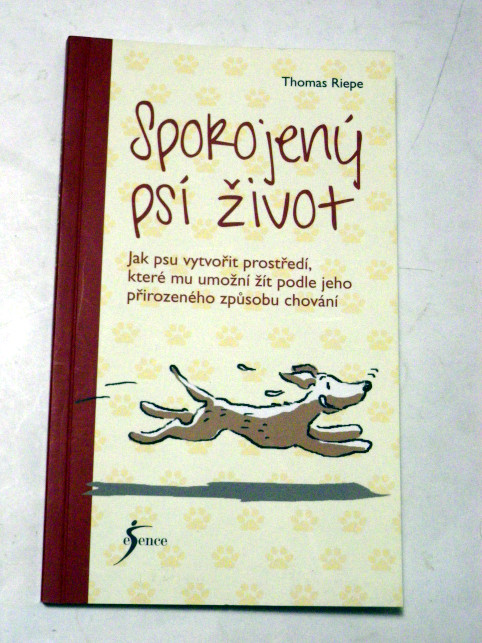 Thomas Riepe
Spokojený
psí život
Jak psu vytvořit prostředí,
které mu umožní žít podle jeho
přirozeného způsobu chování
esence